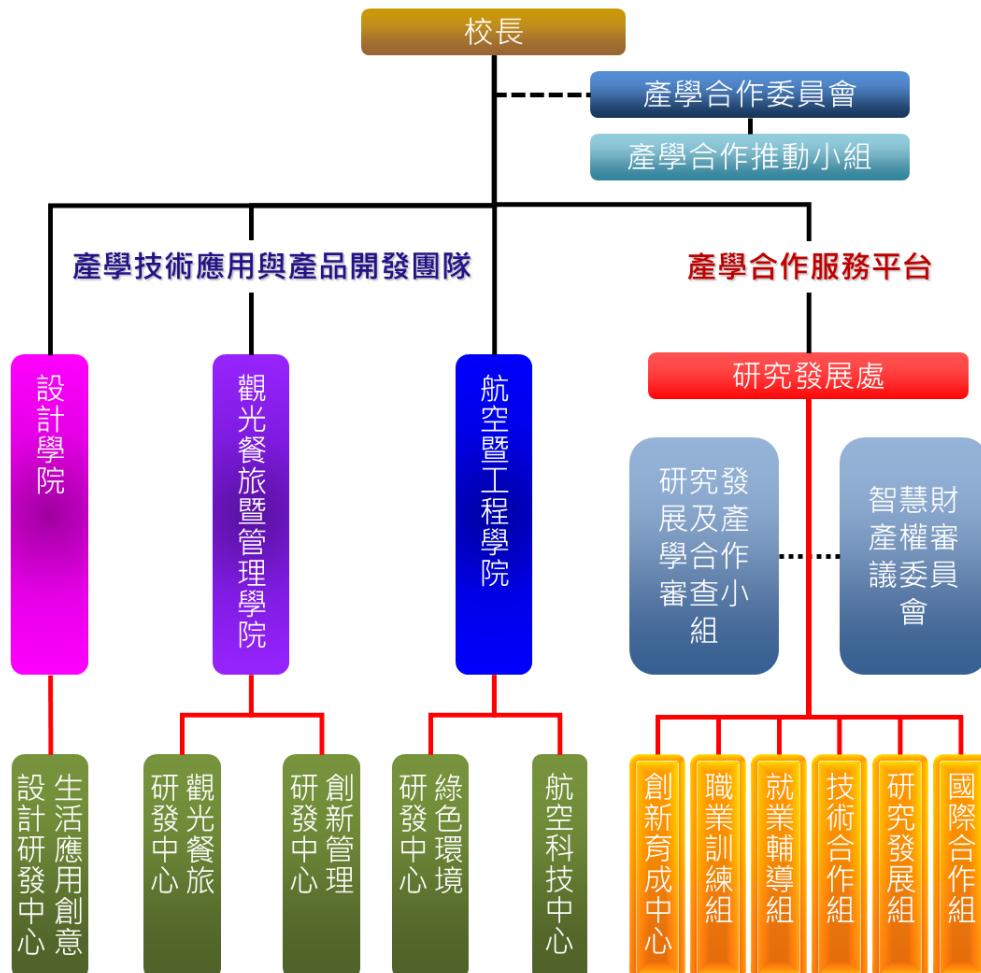 校長
產學合作委員會
產學合作推動小組
產學技術應用與產品開發團隊
產學合作服務平台
設計學院
觀光餐旅暨管理學院
航空暨工程學院
研究發展處
研究發
展及產
學合作
審查小
組
智慧財
產權審
議委員
會
生活應用創意
設計研發中心
觀光餐旅
研發中心
創新管理
研發中心
綠色環境
研發中心
航空科技中心
創新育成中心
職業訓練組
就業輔導組
技術合作組
研究發展組
國際合作組